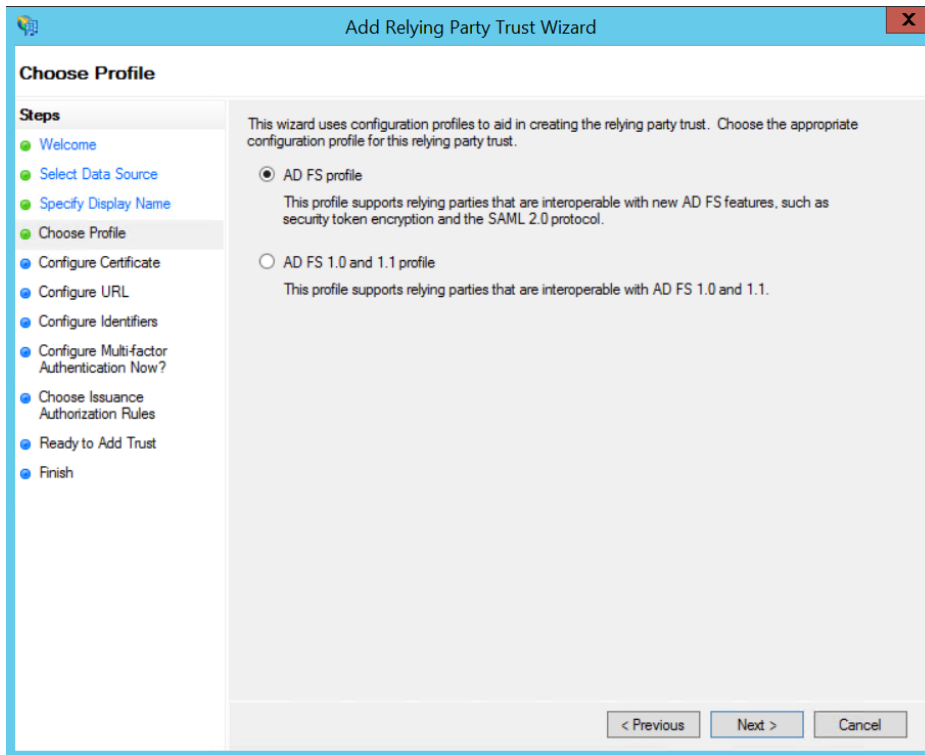 Add Relying Party Trust Wizard
X
Choose Profile
Steps
Welcome
Select Data Source
Specify Display Name
Choose Profile
Configure Certificate
Configure URL
Configure Identifiers
Configure Multi-factor
Authentication Now?
Choose Issuance
Authorization Rules
Ready to Add Trust
Finish
This wizard uses configuration profiles to aid in creating the relying party trust. Choose the appropriate
configuration profile for this relying party trust.
AD FS profile
This profile supports relying parties that are interoperable with new AD FS features, such as
security token encryption and the SAML 2.0 protocol.
AD FS 1.0 and 1.1 profile
This profile supports relying parties that are interoperable with AD FS 1.0 and 1.1.
< Previous
Next >
Cancel